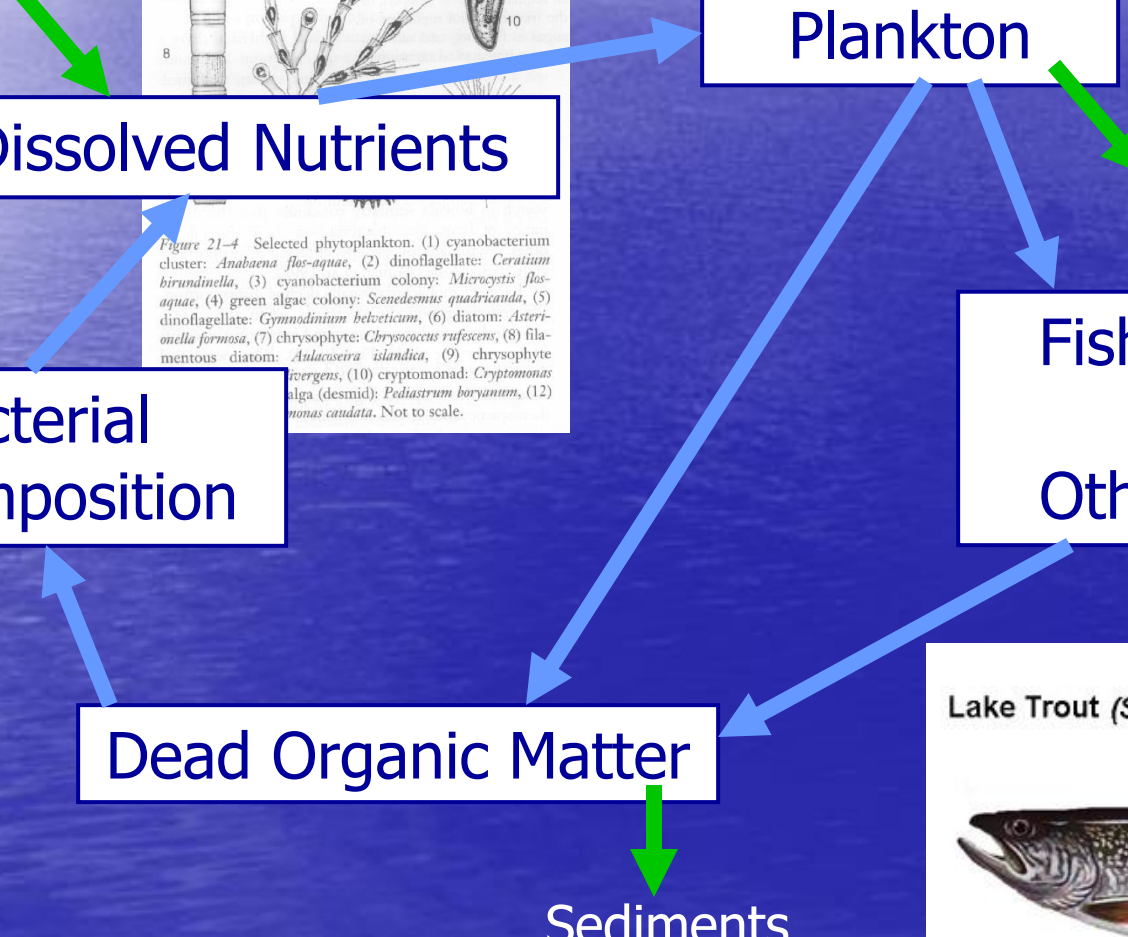 10
Plankton
8
Dissolved Nutrients
Figure 21–4 Selected phytoplankton. (1) cyanobacterium
cluster: Anabaena flos-aquae, (2) dinoflagellate: Ceratium
birundinella, (3) cyanobacterium colony: Microcystis flos-
aquae, (4) green algae colony: Scenedesmus quadricauda, (5)
dinoflagellate: Gymnodinium helveticum, (6) diatom: Asteri-
onella formosa, (7) chrysophyte: Chrysococcus rufescens, (8) fila-
mentous diatom: Aulacoseira islandica, (9) chrysophyte
ivergens, (10) cryptomonad: Cryptomonas
alga (desmid): Pediastrum boryanum, (12)
monas caudata. Not to scale.
Fish
cterial
mposition
Oth
Dead Organic Matter
Lake Trout (S
Sediments